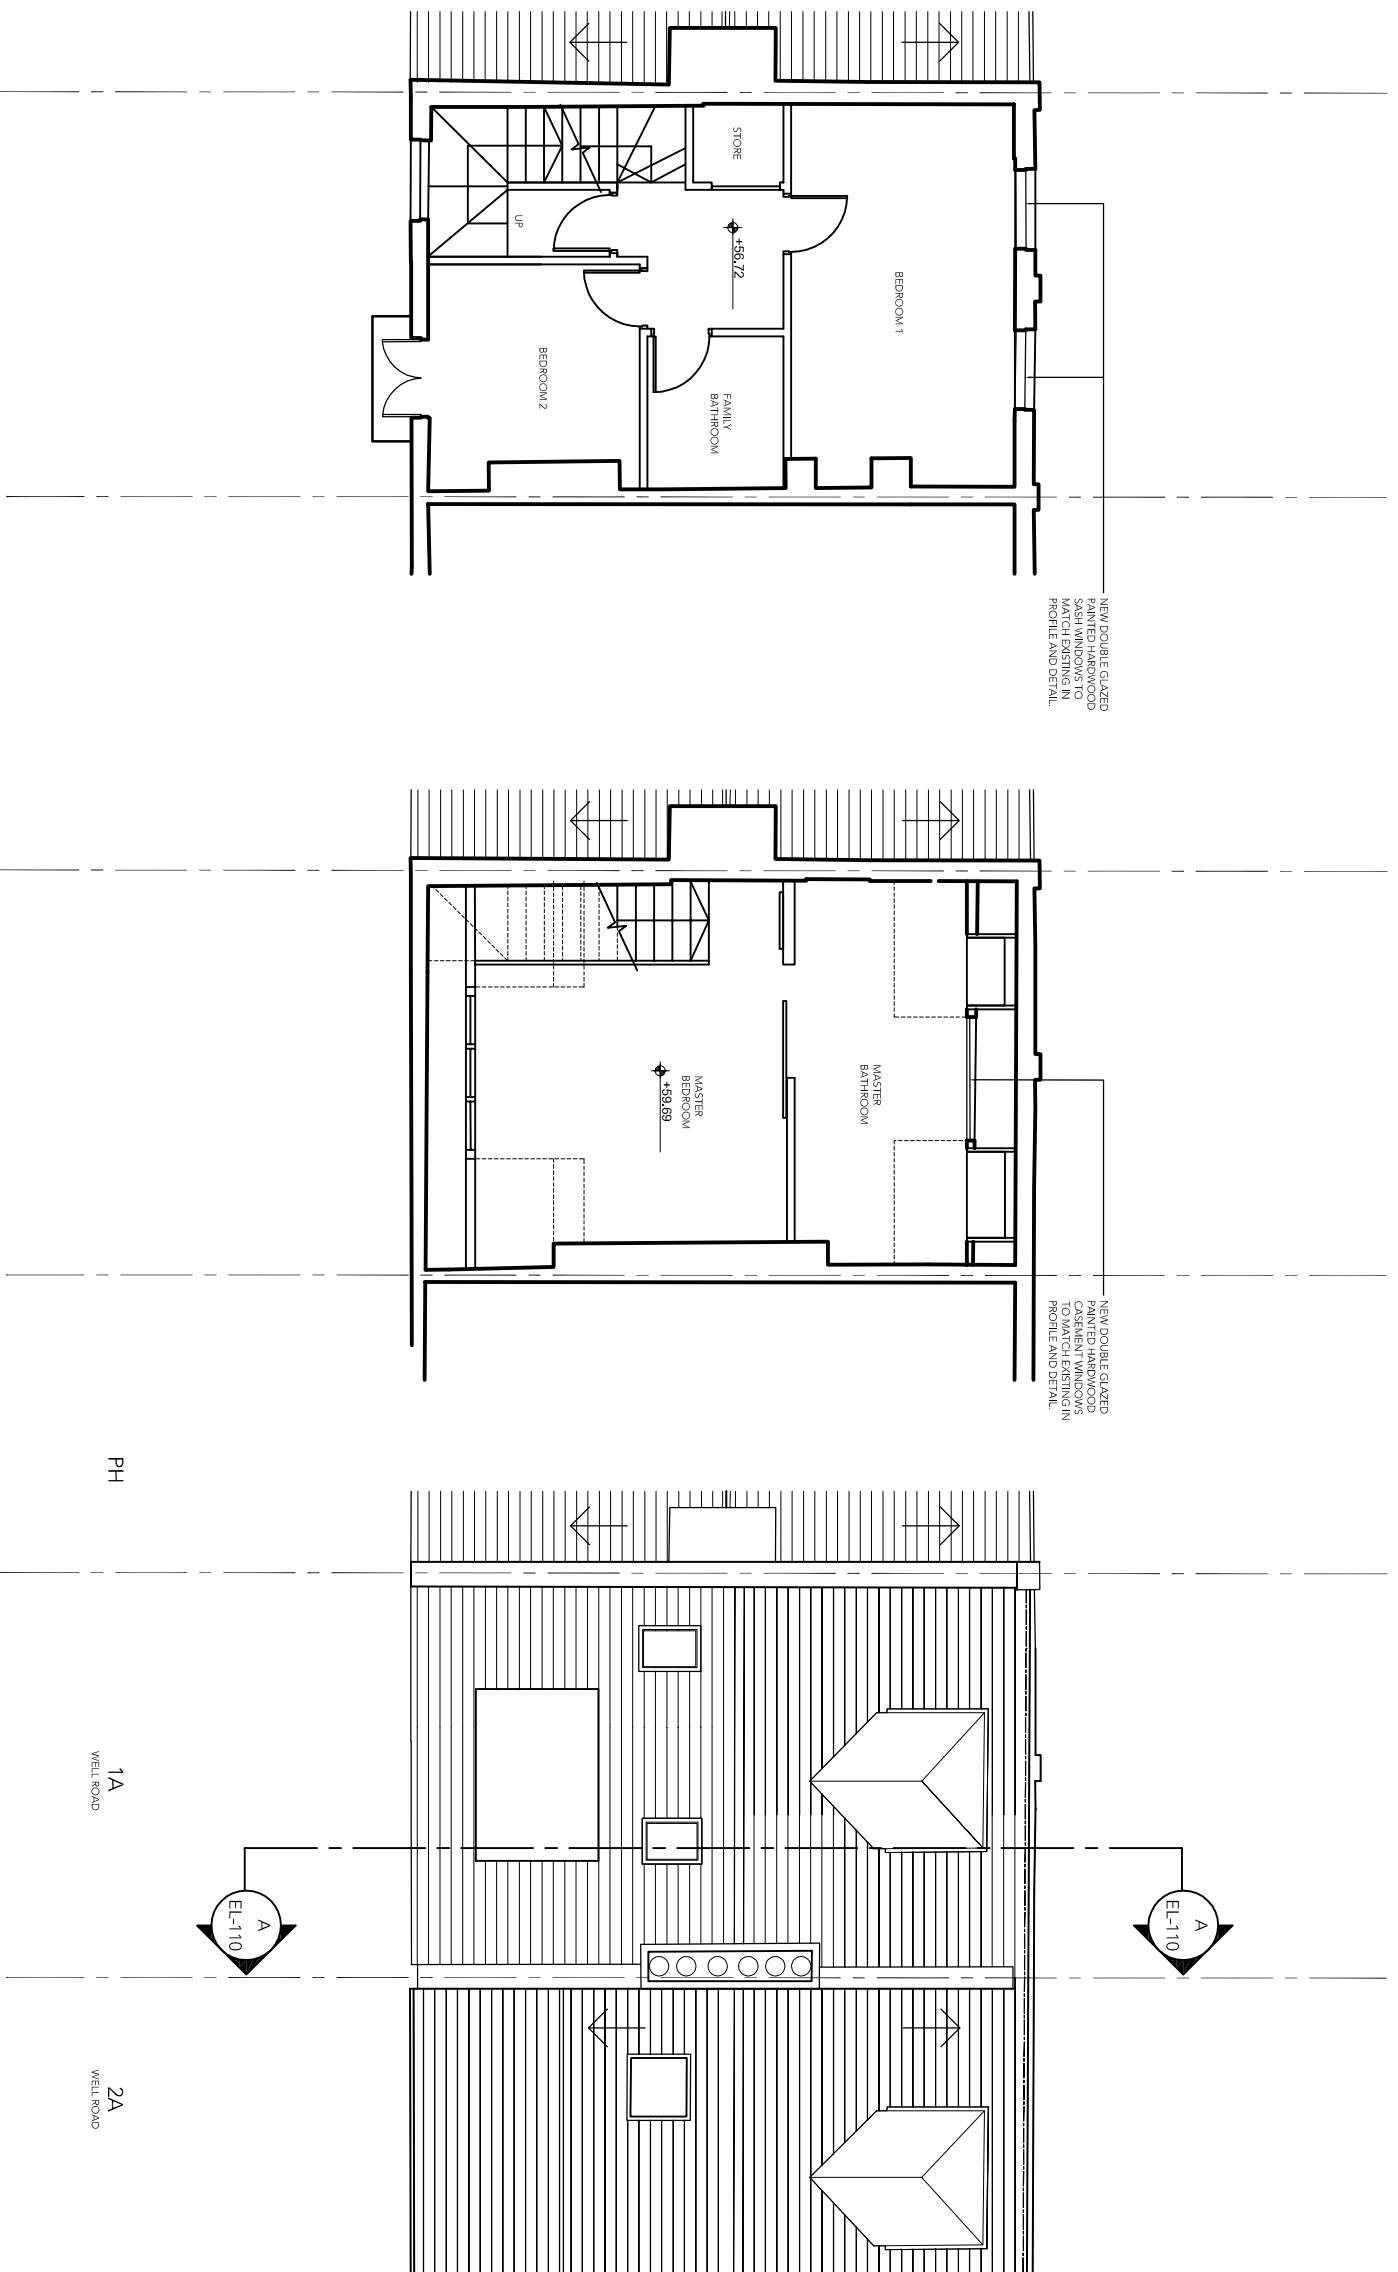 STORE
UP
+56.72
BEDROOM 1
BEDROOM 2
FAMILY
BATHROOM
NEW DOUBLE GLAZED
PAINTED HARDWOOD
SASH WINDOWS TO
MATCH EXISTING IN
PROFILE AND DETAIL.
MASTER
BATHROOM
MASTER
BEDROOM
+59.69
NEW DOUBLE GLAZED
PAINTED HARDWOOD
CASEMENT WINDOWS
TO MATCH EXISTING IN
PROFILE AND DETAIL.
A
EL-110
A
EL-110
PH
1A
WELL ROAD
2A
WELL ROAD